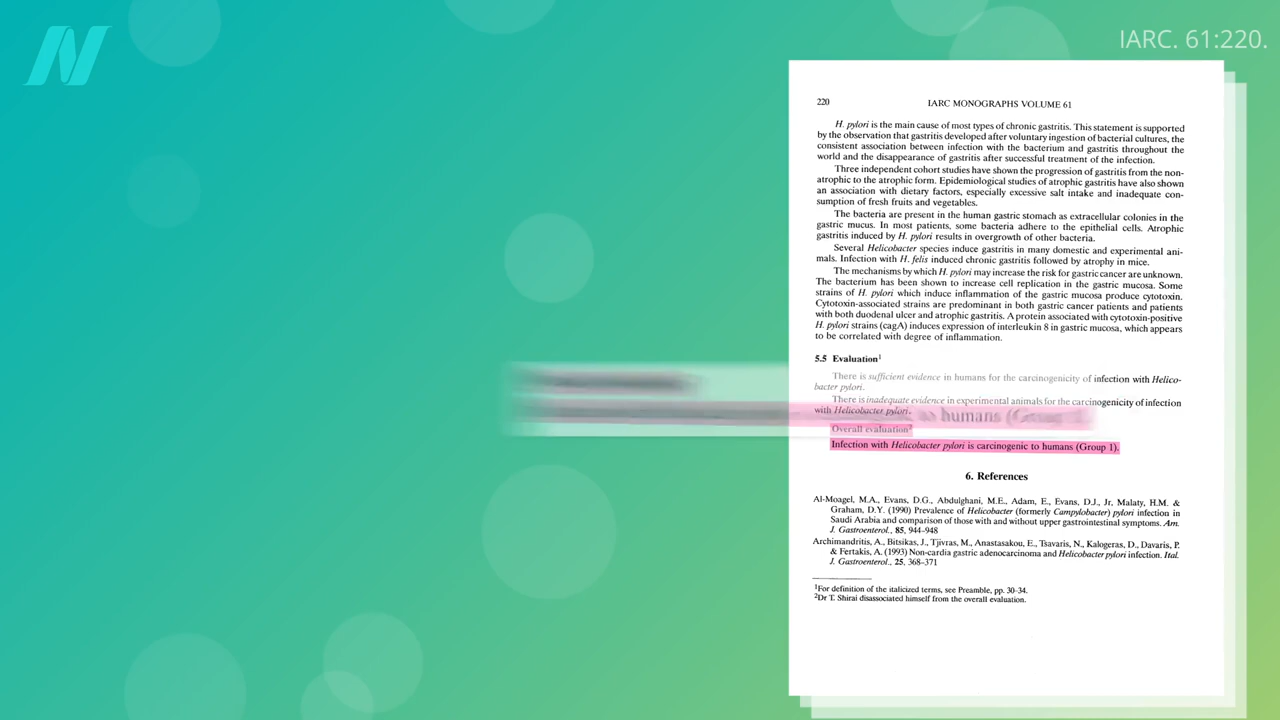 IARC. 61:220.
220 IARC MONOGRAPHS VOLUME 61
H. pylori is the main cause of most types of chronic gastritis. This statement is supported
by the observation that gastritis developed after voluntary ingestion of bacterial cultures, the
consistent association between infection with the bacterium and gastritis throughout the
world and the disappearance of gastritis after successful treatment of the infection.
Three independent cohort studies have shown the progression of gastritis from the non-
atrophic to the atrophic form. Epidemiological studies of atrophic gastritis have also shown
an association with dietary factors, especially excessive salt intake and inadequate con-
sumption of fresh fruits and vegetables.
The bacteria are present in the human gastric stomach as extracellular colonies in the
gastric mucus. In most patients, some bacteria adhere to the epithelial cells. Atrophic
gastritis induced by H. pylori results in overgrowth of other bacteria.
Several Helicobacter species induce gastritis in many domestic and experimental ani-
mals. Infection with H. felis induced chronic gastritis followed by atrophy in mice.
The mechanisms by which H. pylori may increase the risk for gastric cancer are unknown.
The bacterium has been shown to increase cell replication in the gastric mucosa. Some
strains of H. pylori which induce inflammation of the gastric mucosa produce cytotoxin.
Cytotoxin-associated strains are predominant in both gastric cancer patients and patients
with both duodenal ulcer and atrophic gastritis. A protein associated with cytotoxin-positive
H. pylori strains (cagA) induces expression of interleukin 8 in gastric mucosa, which appears
to be correlated with degree of inflammation.
5.5 Evaluation¹
There is sufficient evidence in humans for the carcinogenicity of infection with Helico-
bacter pylori.
There is inadequate evidence in experimental animals for the carcinogenicity of infection
with Helicobacter pylori. to humans (Group 1).
Overall evaluation²
Infection with Helicobacter pylori is carcinogenic to humans (Group 1).
6. References
Al-Moagel, M.A., Evans, D.G., Abdulghani, M.E., Adam, E., Evans, D.J., Jr, Malaty, H.M. &
Graham, D.Y. (1990) Prevalence of Helicobacter (formerly Campylobacter) pylori infection in
Saudi Arabia and comparison of those with and without upper gastrointestinal symptoms. Am.
J. Gastroenterol., 85, 944–948
Archimandritis, A., Bitsikas, J., Tjivras, M., Anastasakou, E., Tsavaris, N., Kalogeras, D., Davaris, P.
& Fertakis, A. (1993) Non-cardia gastric adenocarcinoma and Helicobacter pylori infection. Ital.
J. Gastroenterol., 25, 368–371
¹For definition of the italicized terms, see Preamble, pp. 30–34.
²Dr T. Shirai disassociated himself from the overall evaluation.